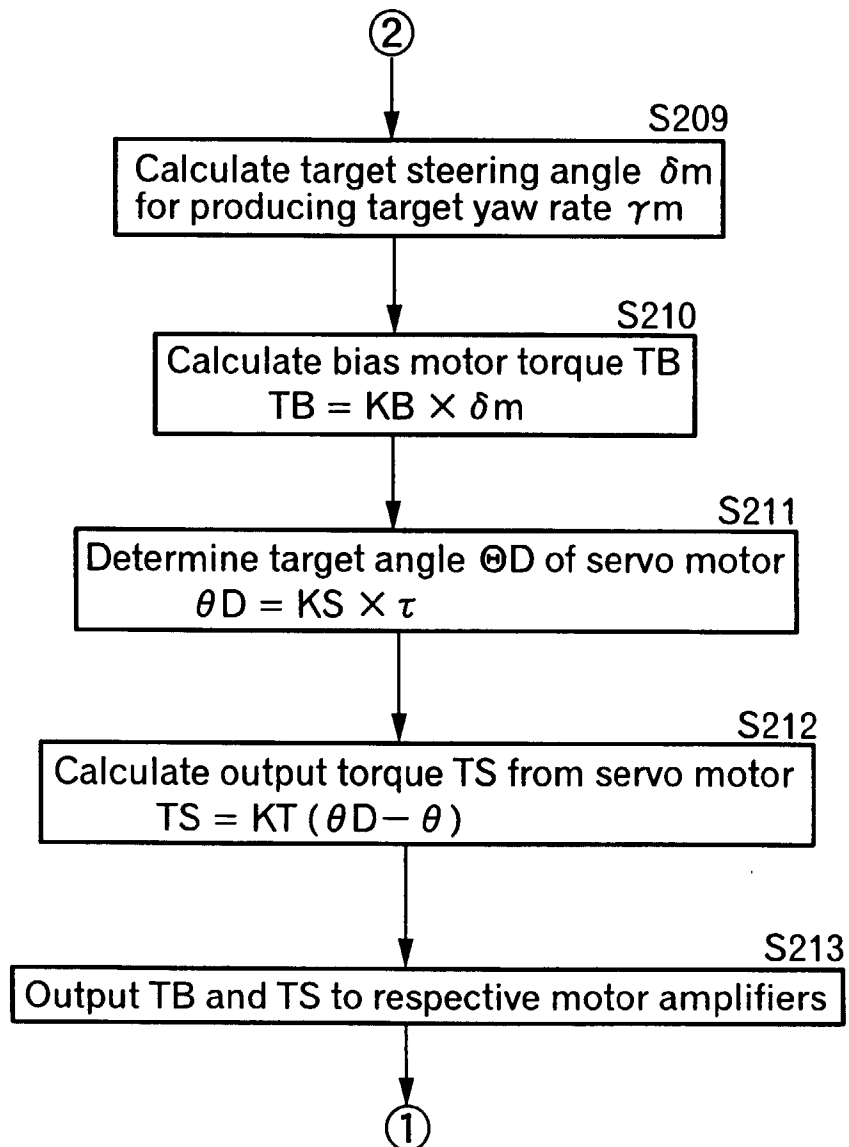 ②
S209
Calculate target steering angle δm
for producing target yaw rate γm
S210
Calculate bias motor torque TB
TB = KB × δm
S211
Determine target angle ΘD of servo motor
θD = KS × τ
S212
Calculate output torque TS from servo motor
TS = KT (θD − θ)
S213
Output TB and TS to respective motor amplifiers
①